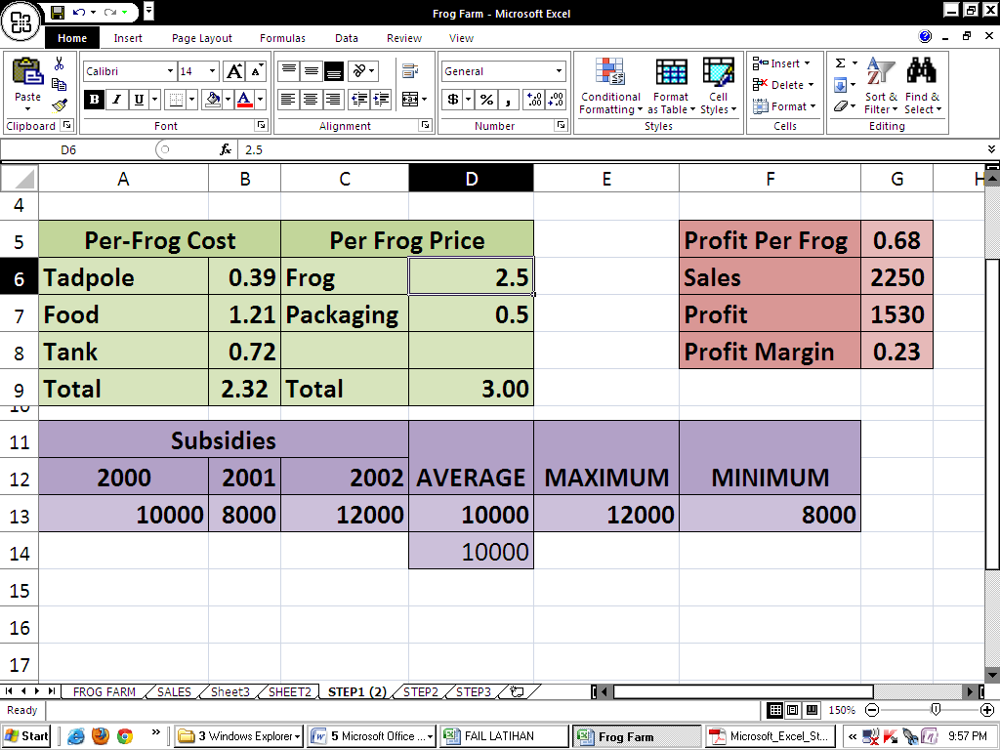 Frog Farm - Microsoft Excel
Home Insert Page Layout Formulas Data Review View
Paste
Calibri 14
B I U
General
$ % ,
Conditional Formatting
Format as Table
Cell Styles
Insert
Delete
Format
Σ
Sort & Filter
Find & Select
Clipboard Font Alignment Number Styles Cells Editing
D6 fx 2.5
A B C D E F G H
4
5 Per-Frog Cost Per Frog Price Profit Per Frog 0.68
6 Tadpole 0.39 Frog 2.5 Sales 2250
7 Food 1.21 Packaging 0.5 Profit 1530
8 Tank 0.72 Profit Margin 0.23
9 Total 2.32 Total 3.00
10
11 Subsidies
12 2000 2001 2002 AVERAGE MAXIMUM MINIMUM
13 10000 8000 12000 10000 12000 8000
14 10000
15
16
17
FROG FARM SALES Sheet3 SHEET2 STEP1 (2) STEP2 STEP3
Ready 150%
Start » 3 Windows Explorer 5 Microsoft Office ... FAIL LATIHAN Frog Farm Microsoft_Excel_St... « 9:57 PM